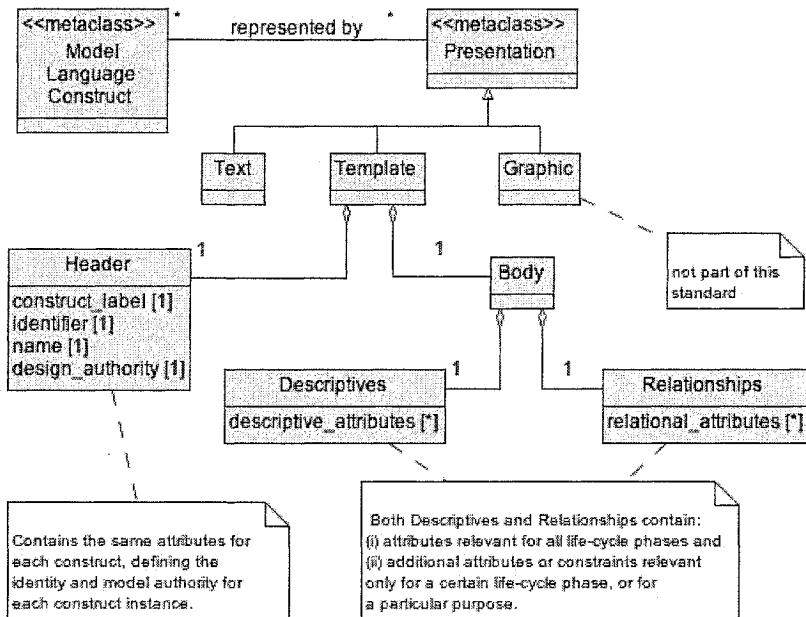 <<metaclass>>
Model
Language
Construct
*
represented by
*
<<metaclass>>
Presentation
Text
Template
Graphic
not part of this
standard
1
1
Header
construct_label [1]
identifier [1]
name [1]
design_authority [1]
Body
1
1
Descriptives
descriptive_attributes [*]
Relationships
relational_attributes [*]
Contains the same attributes for
each construct, defining the
identity and model authority for
each construct instance.
Both Descriptives and Relationships contain:
(i) attributes relevant for all life-cycle phases and
(ii) additional attributes or constraints relevant
only for a certain life-cycle phase, or for
a particular purpose.